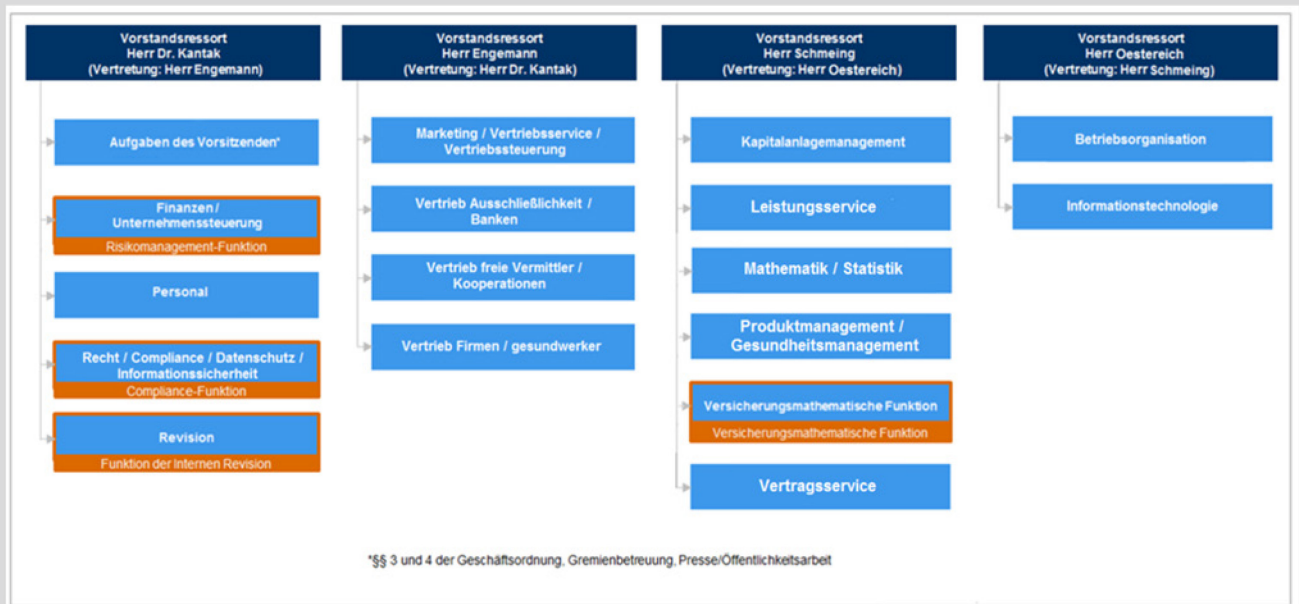 Vorstandsressort
Herr Dr. Kantak
(Vertretung: Herr Engemann)
Aufgaben des Vorsitzenden*
Finanzen /
Unternehmenssteuerung
Risikomanagement-Funktion
Personal
Recht / Compliance / Datenschutz /
Informationssicherheit
Compliance-Funktion
Revision
Funktion der Internen Revision
Vorstandsressort
Herr Engemann
(Vertretung: Herr Dr. Kantak)
Marketing / Vertriebsservice /
Vertriebssteuerung
Vertrieb Ausschließlichkeit /
Banken
Vertrieb freie Vermittler /
Kooperationen
Vertrieb Firmen / gesundwerker
Vorstandsressort
Herr Schmeing
(Vertretung: Herr Oestereich)
Kapitalanlagemanagement
Leistungsservice
Mathematik / Statistik
Produktmanagement /
Gesundheitsmanagement
Versicherungsmathematische Funktion
Versicherungsmathematische Funktion
Vertragsservice
Vorstandsressort
Herr Oestereich
(Vertretung: Herr Schmeing)
Betriebsorganisation
Informationstechnologie
*§§ 3 und 4 der Geschäftsordnung, Gremienbetreuung, Presse/Öffentlichkeitsarbeit